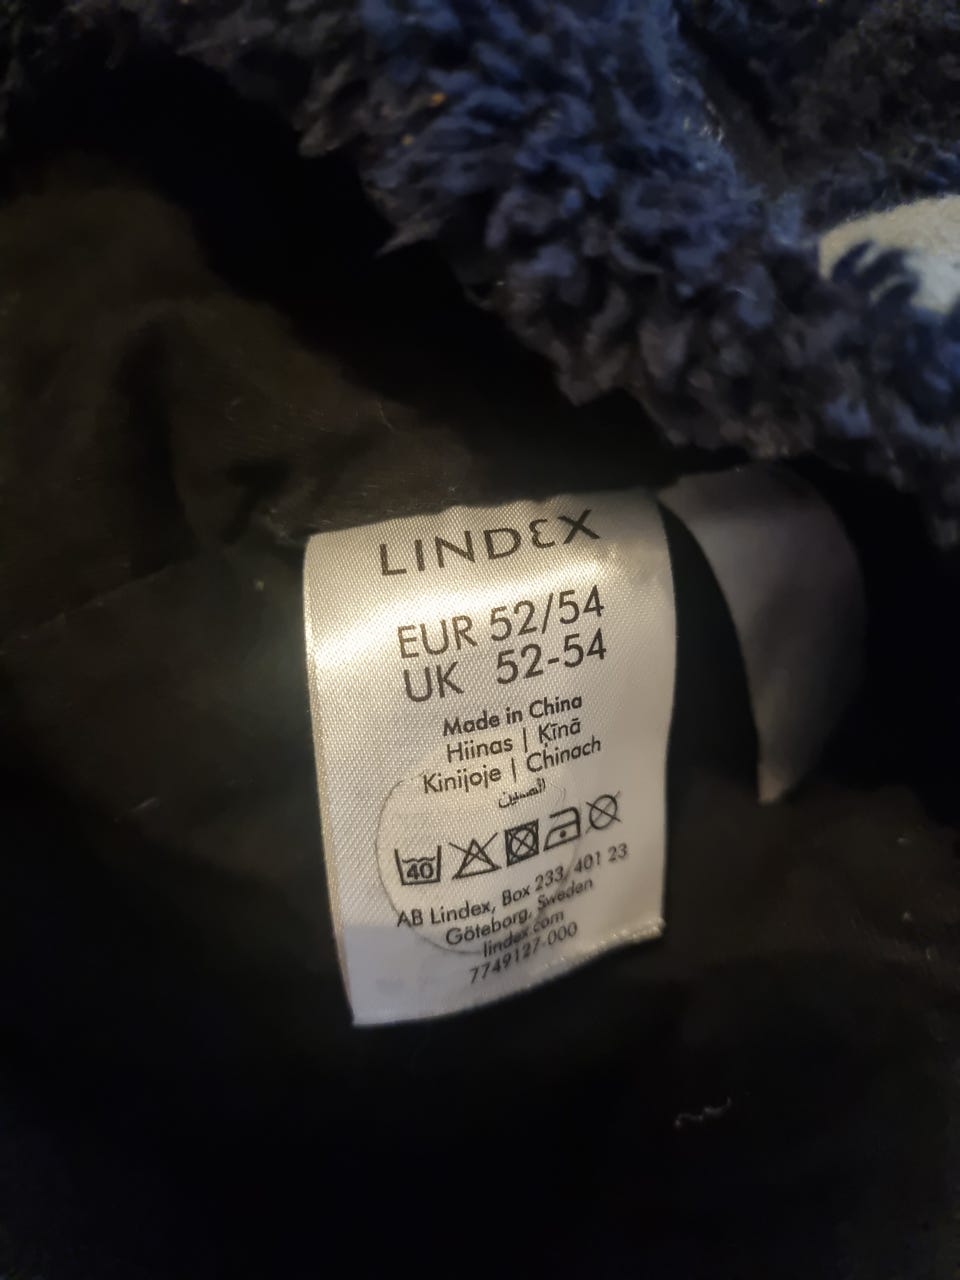 LINDEX
EUR 52/54
UK 52-54
Made in China
Hiinas | Ķīnā
Kinijoje | Chinach
الصين
40
AB Lindex, Box 233, 401 23
Göteborg, Sweden
lindex.com
7749127-000